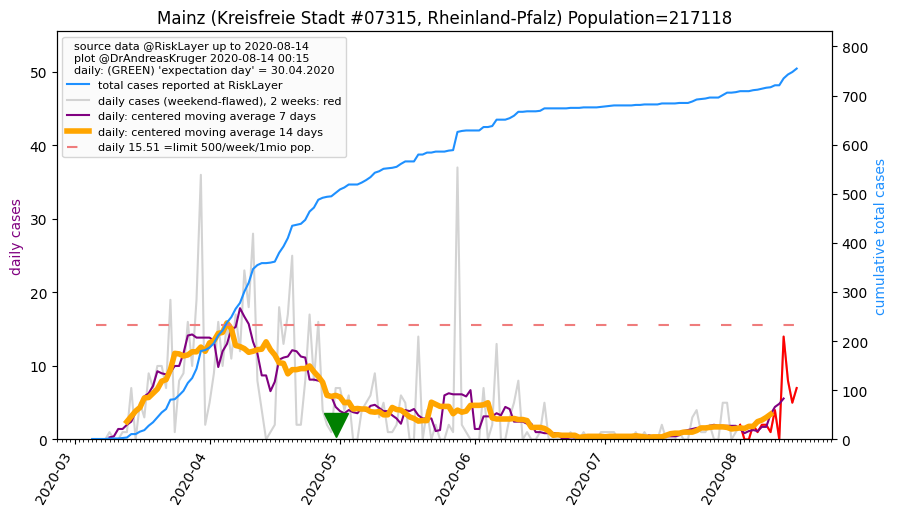 Mainz (Kreisfreie Stadt #07315, Rheinland-Pfalz) Population=217118
source data @RiskLayer up to 2020-08-14
plot @DrAndreasKruger 2020-08-14 00:15
daily: (GREEN) 'expectation day' = 30.04.2020
total cases reported at RiskLayer
daily cases (weekend-flawed), 2 weeks: red
daily: centered moving average 7 days
daily: centered moving average 14 days
daily 15.51 =limit 500/week/1mio pop.
daily cases
50
40
30
20
10
0
cumulative total cases
800
700
600
500
400
300
200
100
0
2020-03
2020-04
2020-05
2020-06
2020-07
2020-08